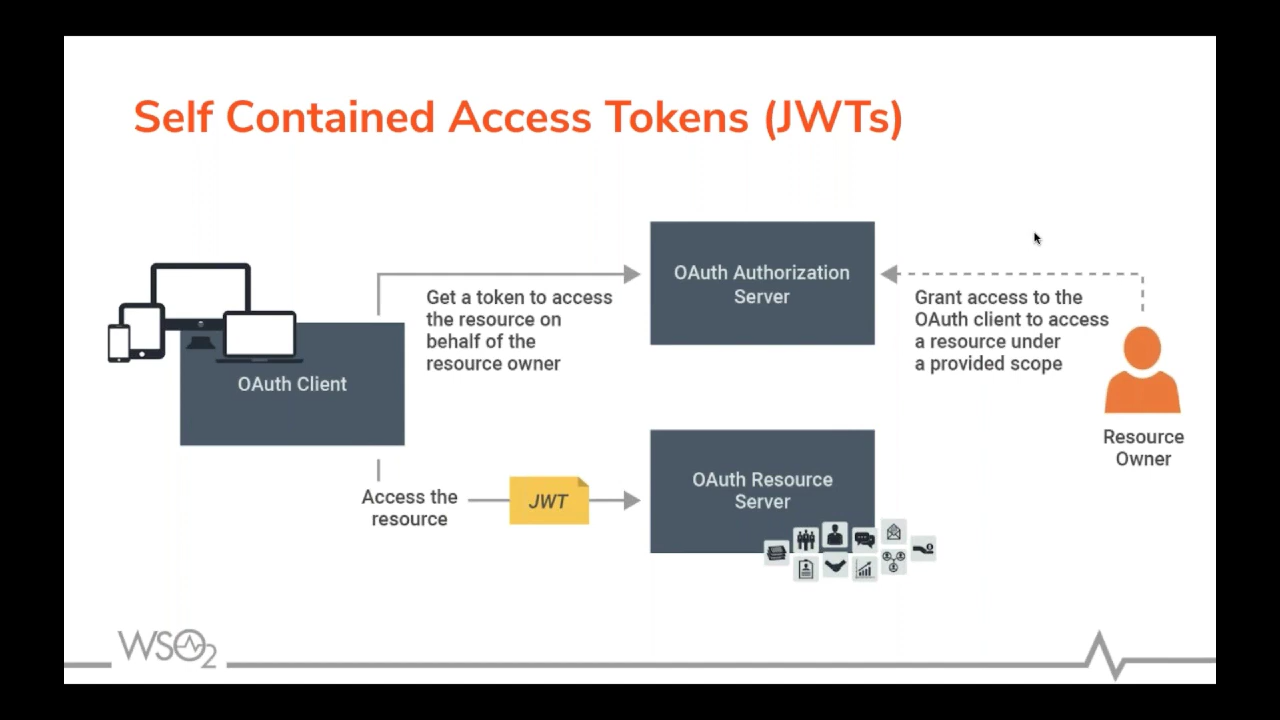 Self Contained Access Tokens (JWTs)
OAuth Authorization
Server
Get a token to access
the resource on
behalf of the
resource owner
Grant access to the
OAuth client to access
a resource under
a provided scope
OAuth Client
Resource
Owner
Access the
resource
JWT
OAuth Resource
Server
WSO2